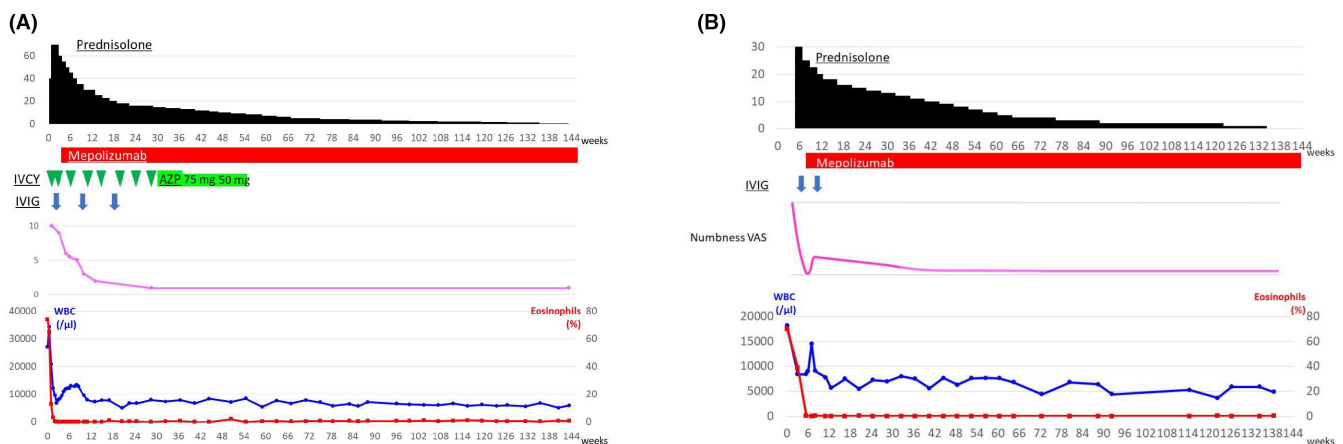 (A)
Prednisolone
60
40
20
0
0 6 12 18 24 30 36 42 48 54 60 66 72 78 84 90 96 102 108 114 120 126 132 138 144 weeks
Mepolizumab
IVCY AZP 75 mg 50 mg
IVIG
10
5
0
WBC (/μl)
Eosinophils (%)
40000 80
30000 60
20000 40
10000 20
0 0
0 6 12 18 24 30 36 42 48 54 60 66 72 78 84 90 96 102 108 114 120 126 132 138 144 weeks
(B)
30
Prednisolone
20
10
0
0 6 12 18 24 30 36 42 48 54 60 66 72 78 84 90 96 102 108 114 120 126 132 138 144 weeks
Mepolizumab
IVIG
Numbness VAS
WBC (/μl)
Eosinophils (%)
20000 80
15000 60
10000 40
5000 20
0 0
0 6 12 18 24 30 36 42 48 54 60 66 72 78 84 90 96 102 108 114 120 126 132 138 144 weeks